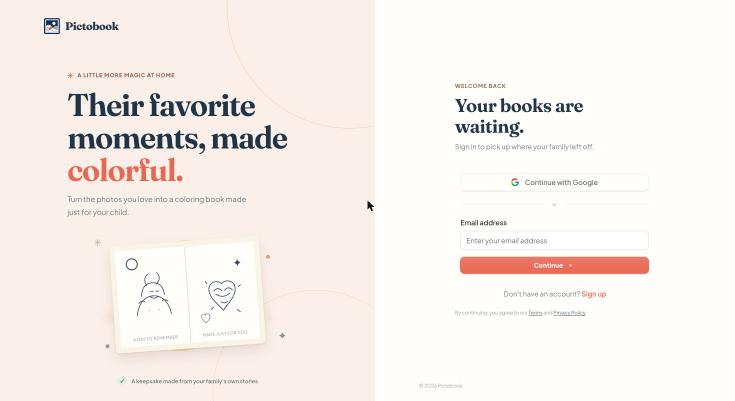 Pictobook
A LITTLE MORE MAGIC AT HOME
Their favorite
moments, made
colorful.
Turn the photos you love into a coloring book made
just for your child.
A DAY TO REMEMBER
MADE JUST FOR YOU
A keepsake made from your family's own stories
WELCOME BACK
Your books are
waiting.
Sign in to pick up where your family left off.
Continue with Google
or
Email address
Enter your email address
Continue
Don't have an account? Sign up
By continuing, you agree to our Terms and Privacy Policy.
© 2026 Pictobook